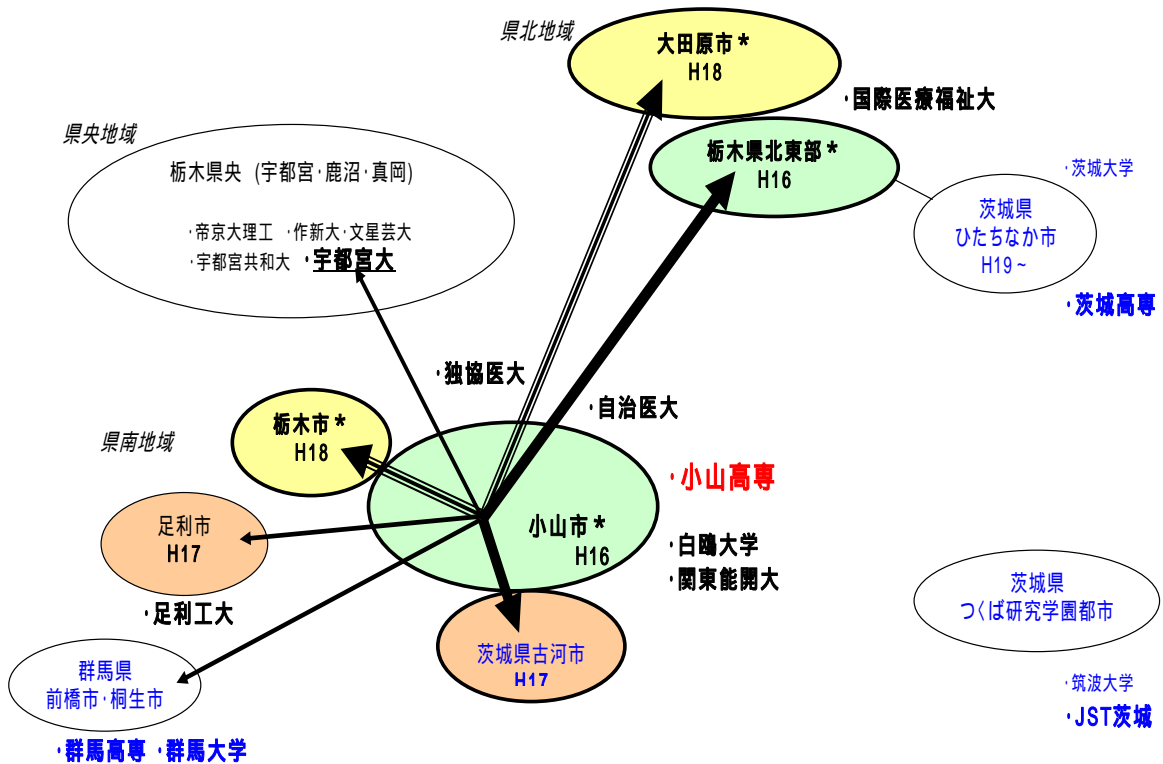 県北地域
大田原市*
H18
・国際医療福祉大
県央地域
栃木県央 (宇都宮・鹿沼・真岡)
・帝京大理工 ・作新大・文星芸大
・宇都宮共和大 ・宇都宮大
栃木県北東部*
H16
・茨城大学
茨城県
ひたちなか市
H19～
・茨城高専
・独協医大
・自治医大
県南地域
栃木市*
H18
・小山高専
小山市*
H16
・白鴎大学
・関東能開大
足利市
H17
・足利工大
茨城県古河市
H17
茨城県
つくば研究学園都市
・筑波大学
・JST茨城
群馬県
前橋市・桐生市
・群馬高専 ・群馬大学